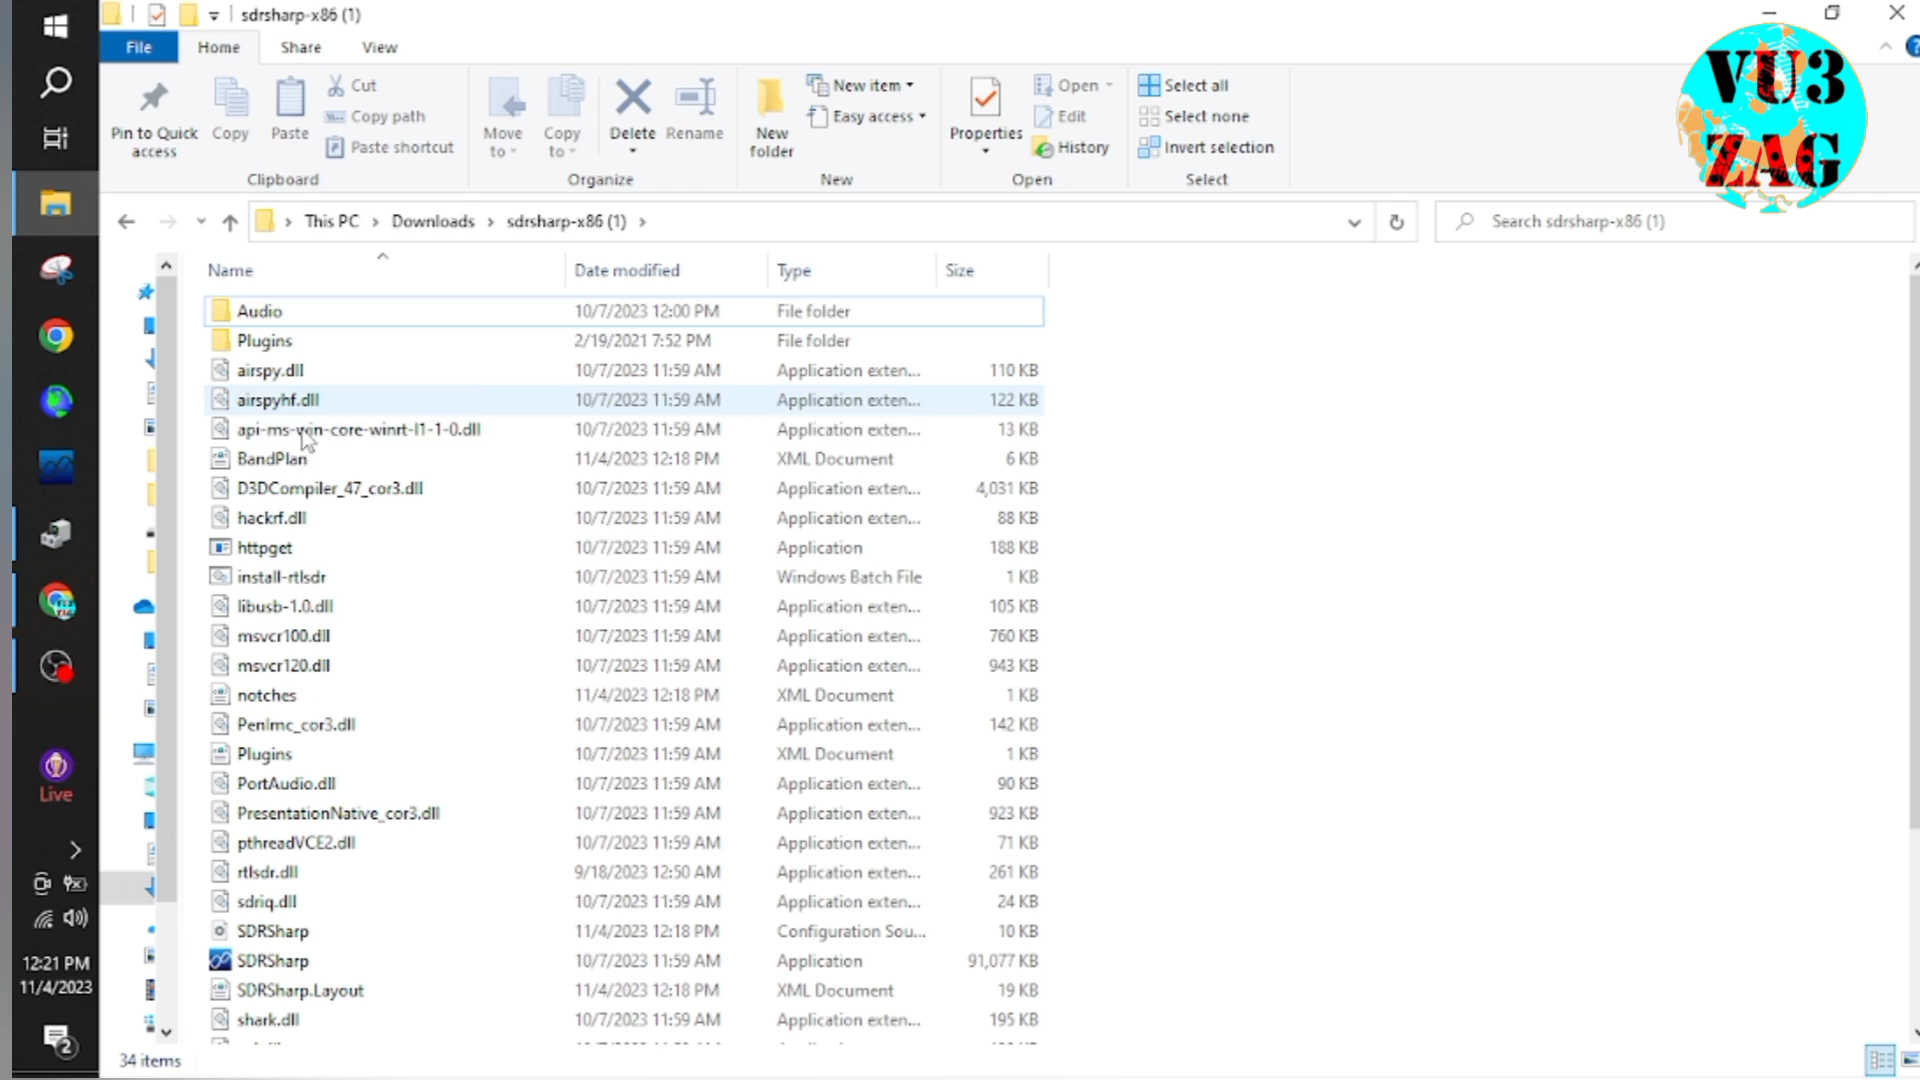 sdrsharp-x86 (1)
File Home Share View
Pin to Quick access
Copy
Paste
Cut
Copy path
Paste shortcut
Clipboard
Move to
Copy to
Delete
Rename
Organize
New folder
New item
Easy access
New
Properties
Open
Edit
History
Open
Select all
Select none
Invert selection
Select
VU3
ZAG
This PC > Downloads > sdrsharp-x86 (1) >
Search sdrsharp-x86 (1)
Name Date modified Type Size
Audio 10/7/2023 12:00 PM File folder
Plugins 2/19/2021 7:52 PM File folder
airspy.dll 10/7/2023 11:59 AM Application exten... 110 KB
airspyhf.dll 10/7/2023 11:59 AM Application exten... 122 KB
api-ms-win-core-winrt-l1-1-0.dll 10/7/2023 11:59 AM Application exten... 13 KB
BandPlan 11/4/2023 12:18 PM XML Document 6 KB
D3DCompiler_47_cor3.dll 10/7/2023 11:59 AM Application exten... 4,031 KB
hackrf.dll 10/7/2023 11:59 AM Application exten... 88 KB
httpget 10/7/2023 11:59 AM Application 188 KB
install-rtlsdr 10/7/2023 11:59 AM Windows Batch File 1 KB
libusb-1.0.dll 10/7/2023 11:59 AM Application exten... 105 KB
msvcr100.dll 10/7/2023 11:59 AM Application exten... 760 KB
msvcr120.dll 10/7/2023 11:59 AM Application exten... 943 KB
notches 11/4/2023 12:18 PM XML Document 1 KB
PenImc_cor3.dll 10/7/2023 11:59 AM Application exten... 142 KB
Plugins 10/7/2023 11:59 AM XML Document 1 KB
PortAudio.dll 10/7/2023 11:59 AM Application exten... 90 KB
PresentationNative_cor3.dll 10/7/2023 11:59 AM Application exten... 923 KB
pthreadVCE2.dll 10/7/2023 11:59 AM Application exten... 71 KB
rtlsdr.dll 9/18/2023 12:50 AM Application exten... 261 KB
sdriq.dll 10/7/2023 11:59 AM Application exten... 24 KB
SDRSharp 11/4/2023 12:18 PM Configuration Sou... 10 KB
SDRSharp 10/7/2023 11:59 AM Application 91,077 KB
SDRSharp.Layout 11/4/2023 12:18 PM XML Document 19 KB
shark.dll 10/7/2023 11:59 AM Application exten... 195 KB
34 items
Live
12:21 PM
11/4/2023
2